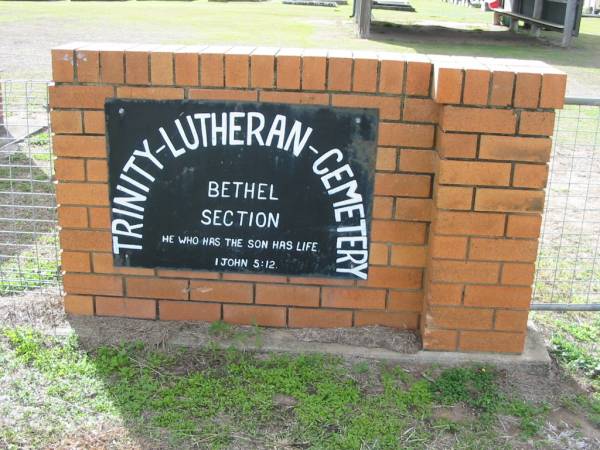 TRINITY-LUTHERAN-CEMETERY
BETHEL
SECTION
HE WHO HAS THE SON HAS LIFE.
1 JOHN 5:12.